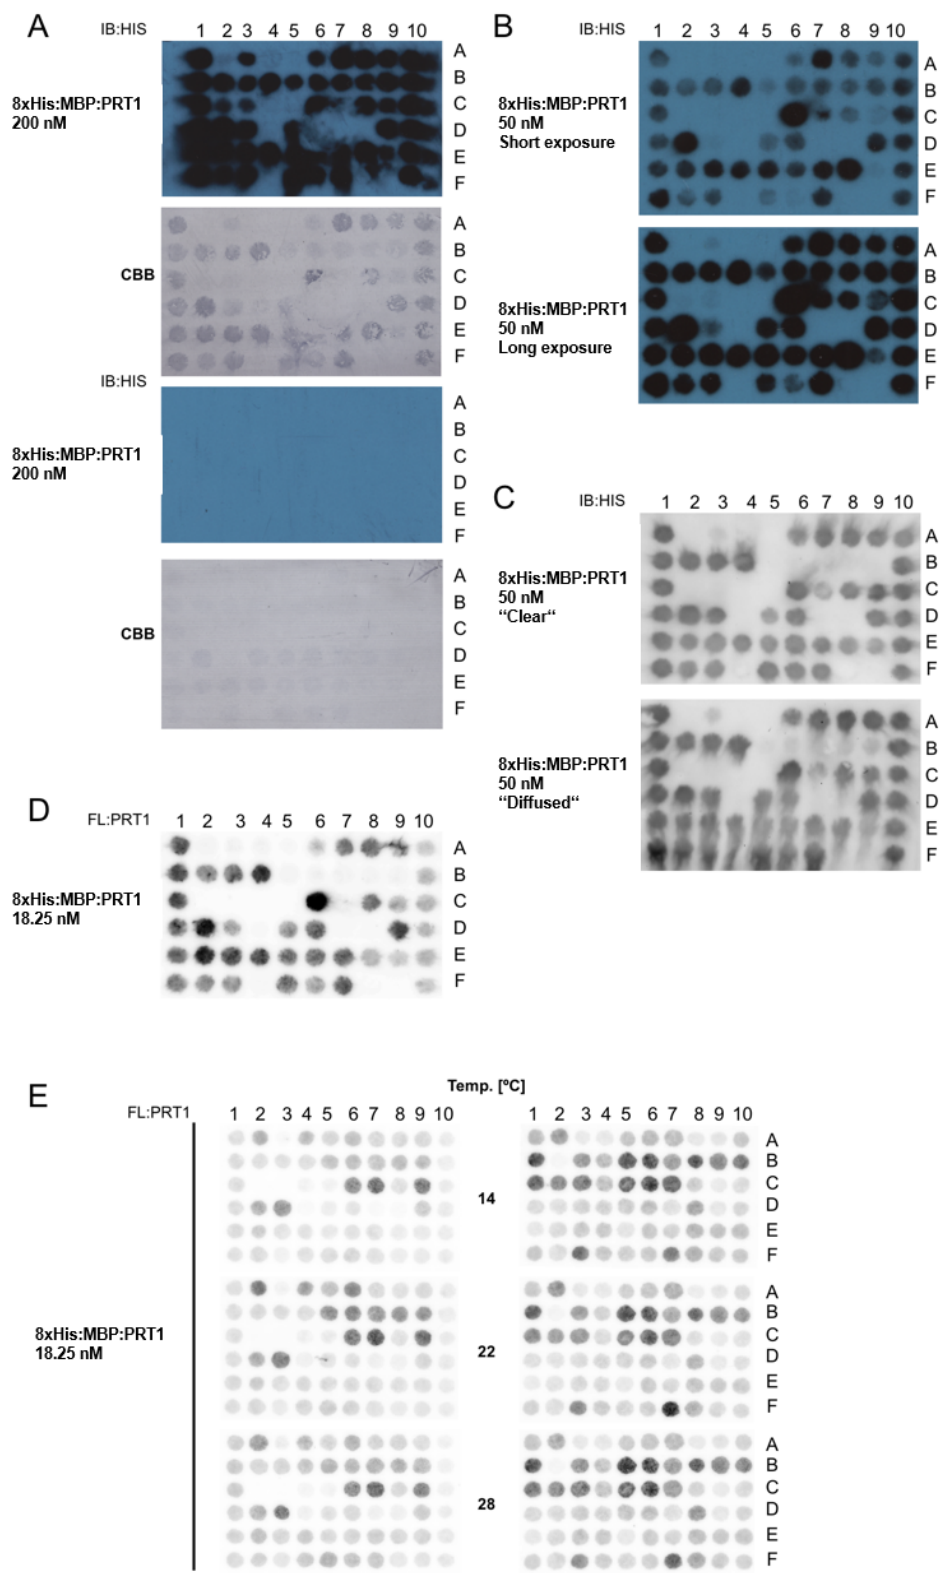 A
IB:HIS 1 2 3 4 5 6 7 8 9 10
8xHis:MBP:PRT1
200 nM
A
B
C
D
E
F
CBB
A
B
C
D
E
F
IB:HIS
8xHis:MBP:PRT1
200 nM
A
B
C
D
E
F
CBB
A
B
C
D
E
F
B
IB:HIS 1 2 3 4 5 6 7 8 9 10
8xHis:MBP:PRT1
50 nM
Short exposure
A
B
C
D
E
F
8xHis:MBP:PRT1
50 nM
Long exposure
A
B
C
D
E
F
C
IB:HIS 1 2 3 4 5 6 7 8 9 10
8xHis:MBP:PRT1
50 nM
“Clear“
A
B
C
D
E
F
8xHis:MBP:PRT1
50 nM
“Diffused“
A
B
C
D
E
F
D
FL:PRT1 1 2 3 4 5 6 7 8 9 10
8xHis:MBP:PRT1
18.25 nM
A
B
C
D
E
F
E
Temp. [ºC]
FL:PRT1 1 2 3 4 5 6 7 8 9 10 1 2 3 4 5 6 7 8 9 10
8xHis:MBP:PRT1
18.25 nM
14
A
B
C
D
E
F
22
A
B
C
D
E
F
28
A
B
C
D
E
F